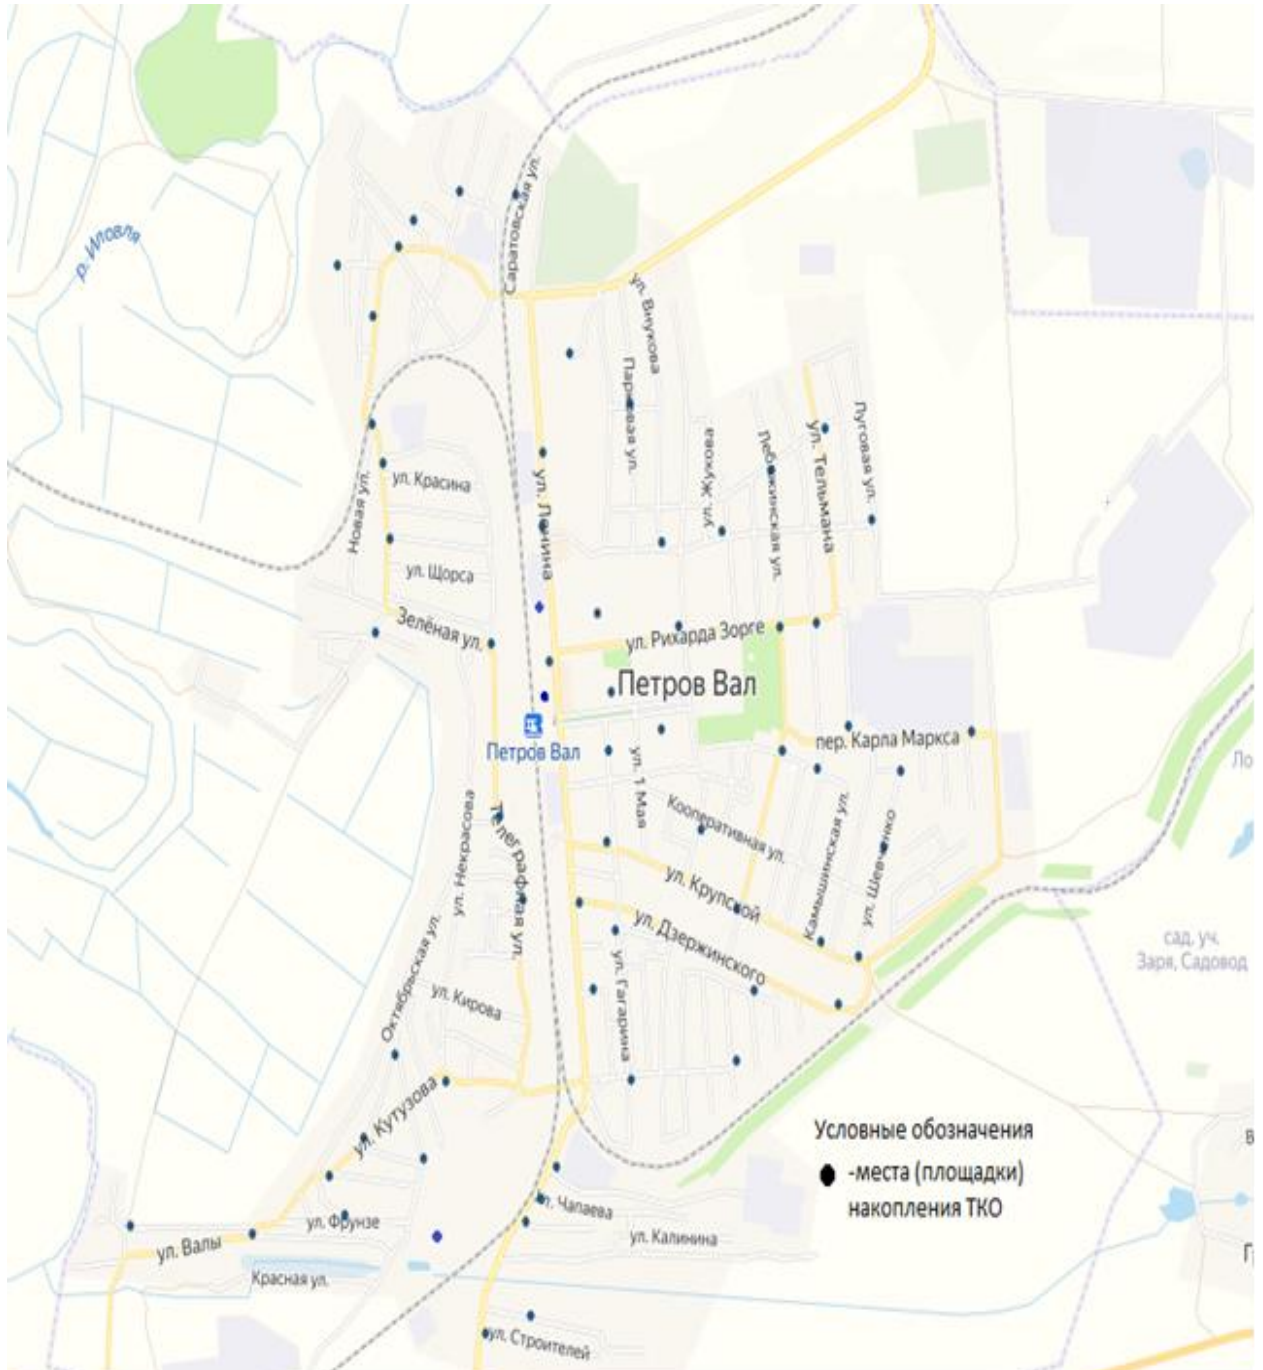 Саратовская ул.
р. Иловля
ул. Внукова
Парковая ул.
Луговая ул.
ул. Тельмана
ул. Жукова
Лебяжинская ул.
ул. Красина
Новая ул.
ул. Ленина
ул. Щорса
Зелёная ул.
ул. Рихарда Зорге
Петров Вал
пер. Карла Маркса
Петров Вал
ул. 1 Мая
Ло
Кооперативная ул.
ул. Некрасова
Телеграфная ул.
Камышинская ул.
ул. Шевченко
ул. Крупской
ул. Дзержинского
Октябрьская ул.
сад. уч.
Заря, Садовод
ул. Гагарина
ул. Кирова
ул. Кутузова
Условные обозначения
-места (площадки)
накопления ТКО
В
ул. Чапаева
ул. Фрунзе
ул. Калинина
ул. Валы
Г
Красная ул.
ул. Строителей